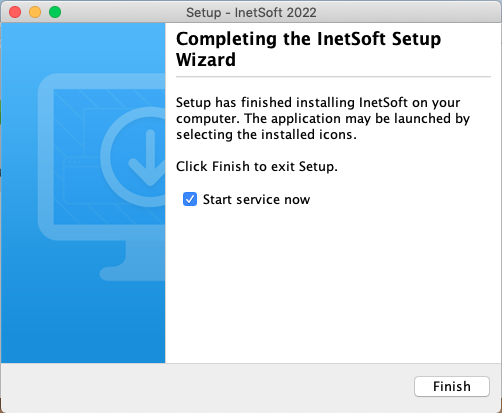 Setup - InetSoft 2022
Completing the InetSoft Setup
Wizard
Setup has finished installing InetSoft on your
computer. The application may be launched by
selecting the installed icons.
Click Finish to exit Setup.
Start service now
Finish